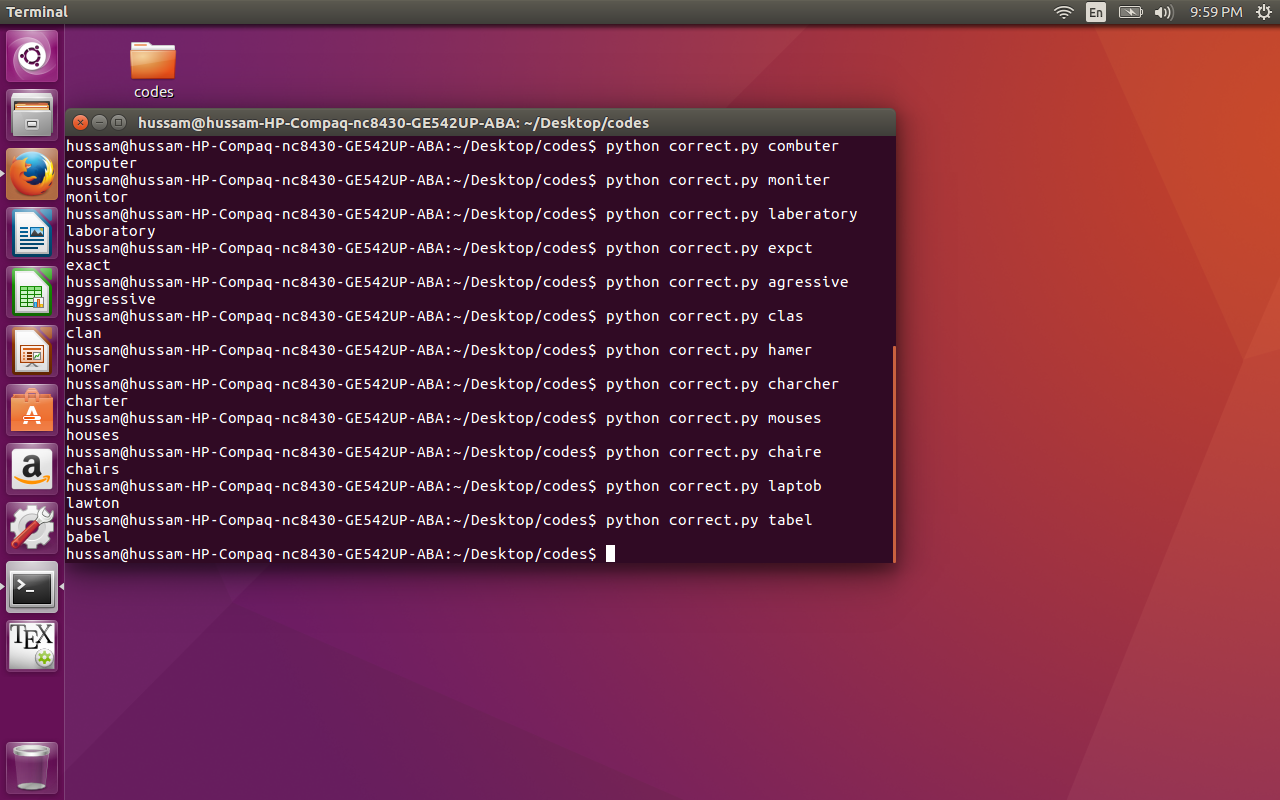 Terminal
En
9:59 PM
codes
hussam@hussam-HP-Compaq-nc8430-GE542UP-ABA: ~/Desktop/codes
hussam@hussam-HP-Compaq-nc8430-GE542UP-ABA:~/Desktop/codes$ python correct.py combuter
computer
hussam@hussam-HP-Compaq-nc8430-GE542UP-ABA:~/Desktop/codes$ python correct.py moniter
monitor
hussam@hussam-HP-Compaq-nc8430-GE542UP-ABA:~/Desktop/codes$ python correct.py laberatory
laboratory
hussam@hussam-HP-Compaq-nc8430-GE542UP-ABA:~/Desktop/codes$ python correct.py expct
exact
hussam@hussam-HP-Compaq-nc8430-GE542UP-ABA:~/Desktop/codes$ python correct.py agressive
aggressive
hussam@hussam-HP-Compaq-nc8430-GE542UP-ABA:~/Desktop/codes$ python correct.py clas
clan
hussam@hussam-HP-Compaq-nc8430-GE542UP-ABA:~/Desktop/codes$ python correct.py hamer
homer
hussam@hussam-HP-Compaq-nc8430-GE542UP-ABA:~/Desktop/codes$ python correct.py charcher
charter
hussam@hussam-HP-Compaq-nc8430-GE542UP-ABA:~/Desktop/codes$ python correct.py mouses
houses
hussam@hussam-HP-Compaq-nc8430-GE542UP-ABA:~/Desktop/codes$ python correct.py chaire
chairs
hussam@hussam-HP-Compaq-nc8430-GE542UP-ABA:~/Desktop/codes$ python correct.py laptob
lawton
hussam@hussam-HP-Compaq-nc8430-GE542UP-ABA:~/Desktop/codes$ python correct.py tabel
babel
hussam@hussam-HP-Compaq-nc8430-GE542UP-ABA:~/Desktop/codes$
A
a
>_
TEX